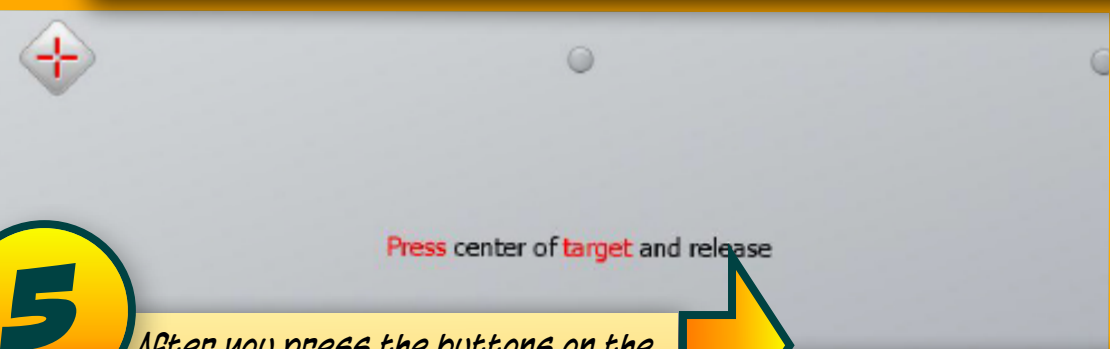 Press center of target and release
5
After you press the buttons on the